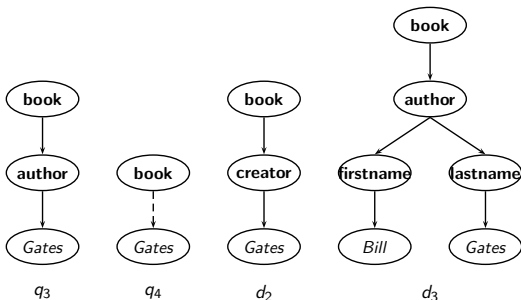 book
book book author
author book creator firstname lastname
Gates Gates Gates Bill Gates
q3 q4 d2 d3